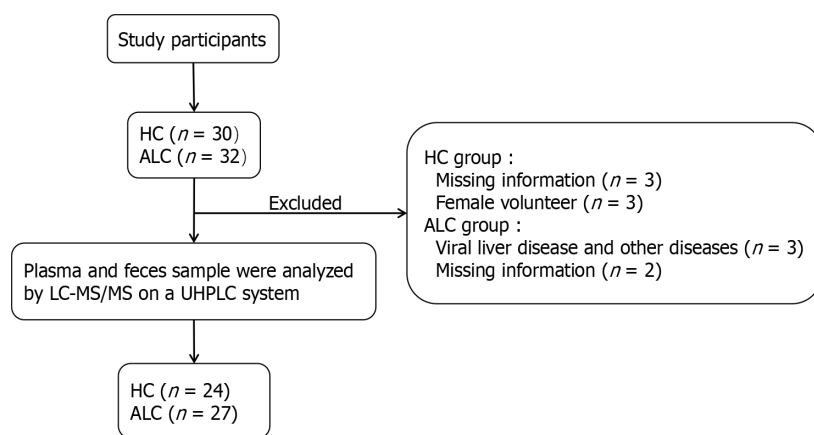 Study participants
HC (n = 30)
ALC (n = 32)
Excluded
HC group :
Missing information (n = 3)
Female volunteer (n = 3)
ALC group :
Viral liver disease and other diseases (n = 3)
Missing information (n = 2)
Plasma and feces sample were analyzed
by LC-MS/MS on a UHPLC system
HC (n = 24)
ALC (n = 27)